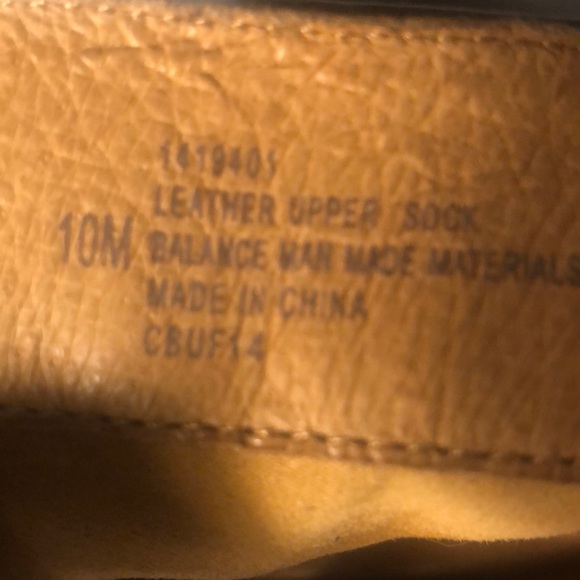 1419401
LEATHER UPPER SOCK
10M BALANCE MAN MADE MATERIALS
MADE IN CHINA
CBUF14